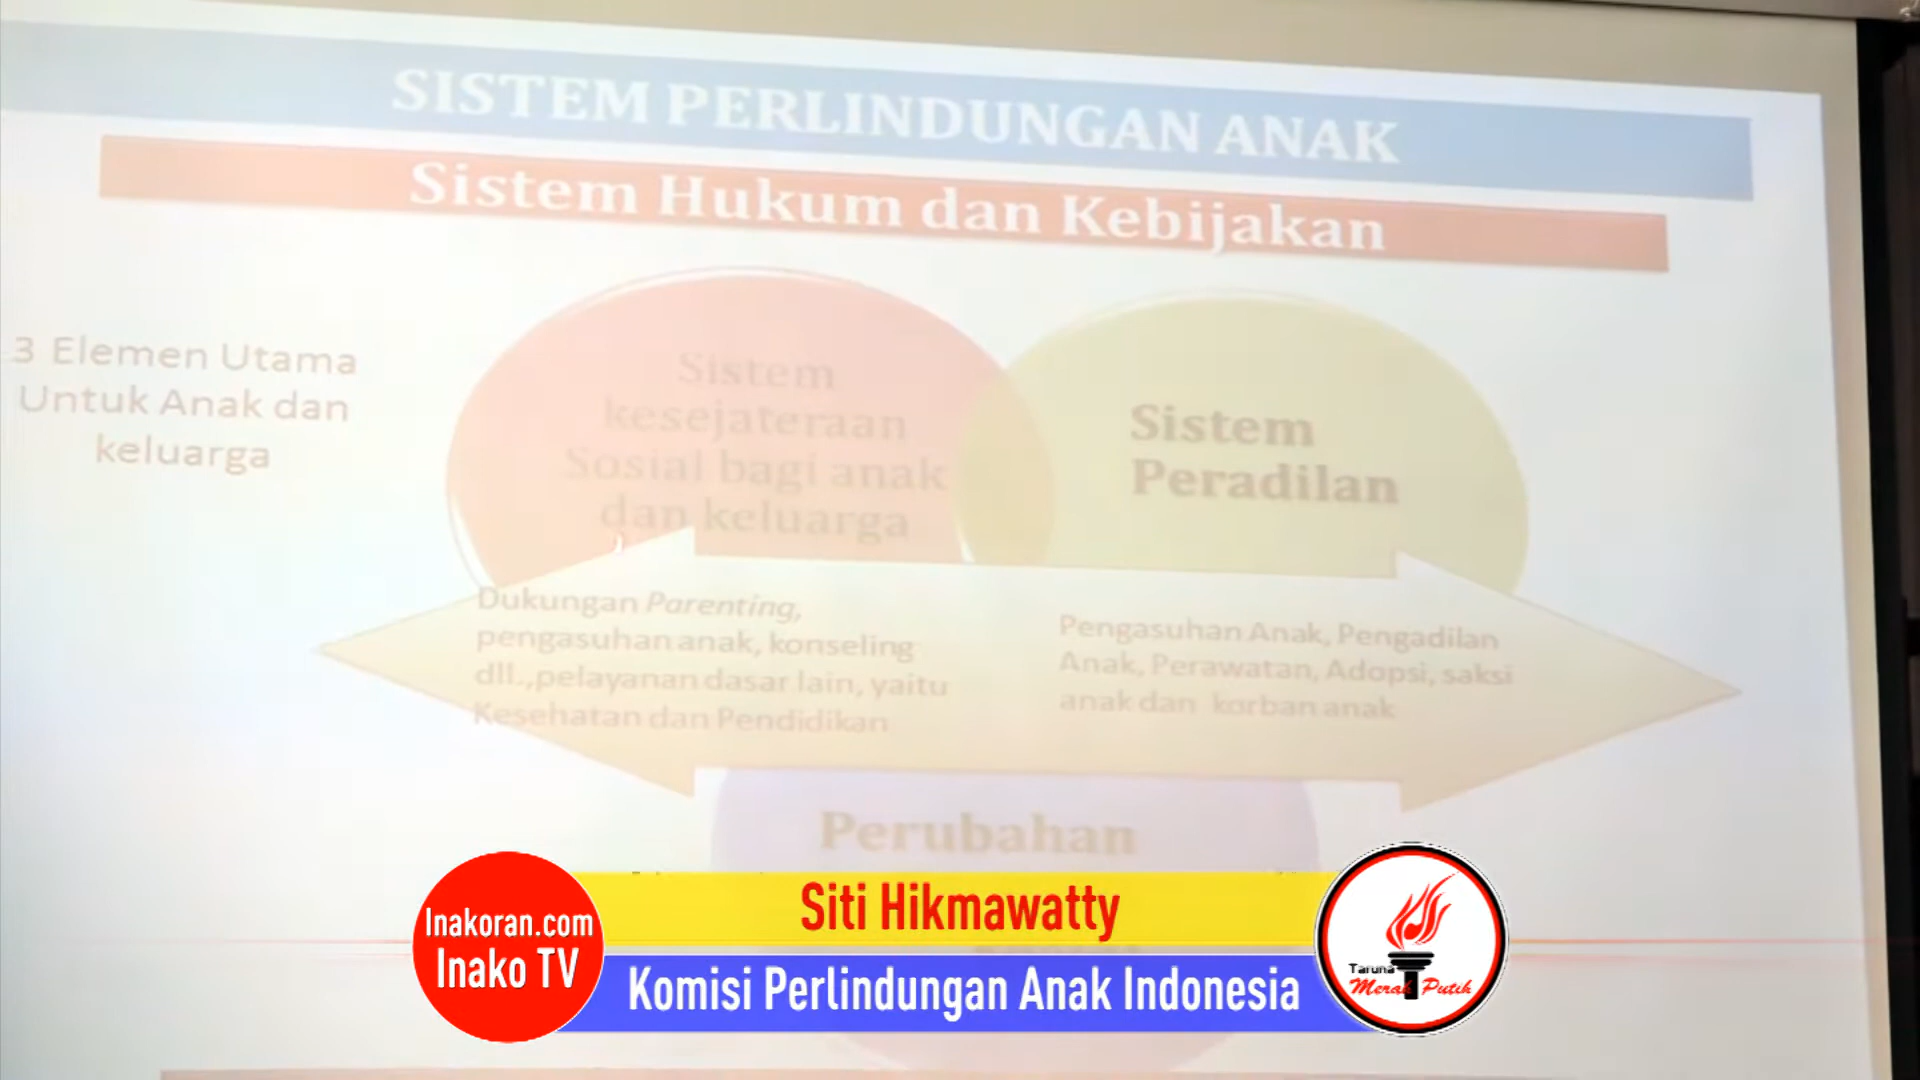 SISTEM PERLINDUNGAN ANAK
Sistem Hukum dan Kebijakan
3 Elemen Utama
Untuk Anak dan
keluarga
Sistem
kesejateraan
Sosial bagi anak
dan keluarga
Sistem
Peradilan
Dukungan Parenting,
pengasuhan anak, konseling
dll.,pelayanan dasar lain, yaitu
Kesehatan dan Pendidikan
Pengasuhan Anak, Pengadilan
Anak, Perawatan, Adopsi, saksi
anak dan korban anak
Perubahan
Inakoran.com
Inako TV
Siti Hikmawatty
Komisi Perlindungan Anak Indonesia
Taruna
Merah Putih